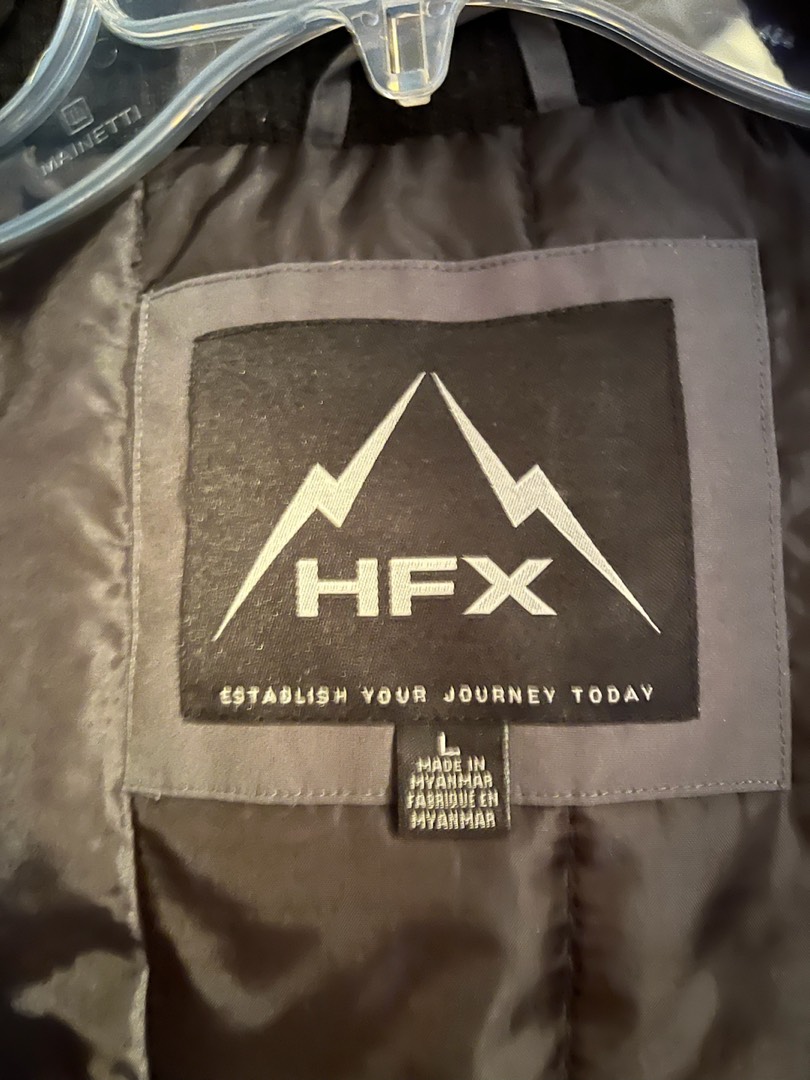 MAINETTI
HFX
ESTABLISH YOUR JOURNEY TODAY
L
MADE IN
MYANMAR
FABRIQUE EN
MYANMAR